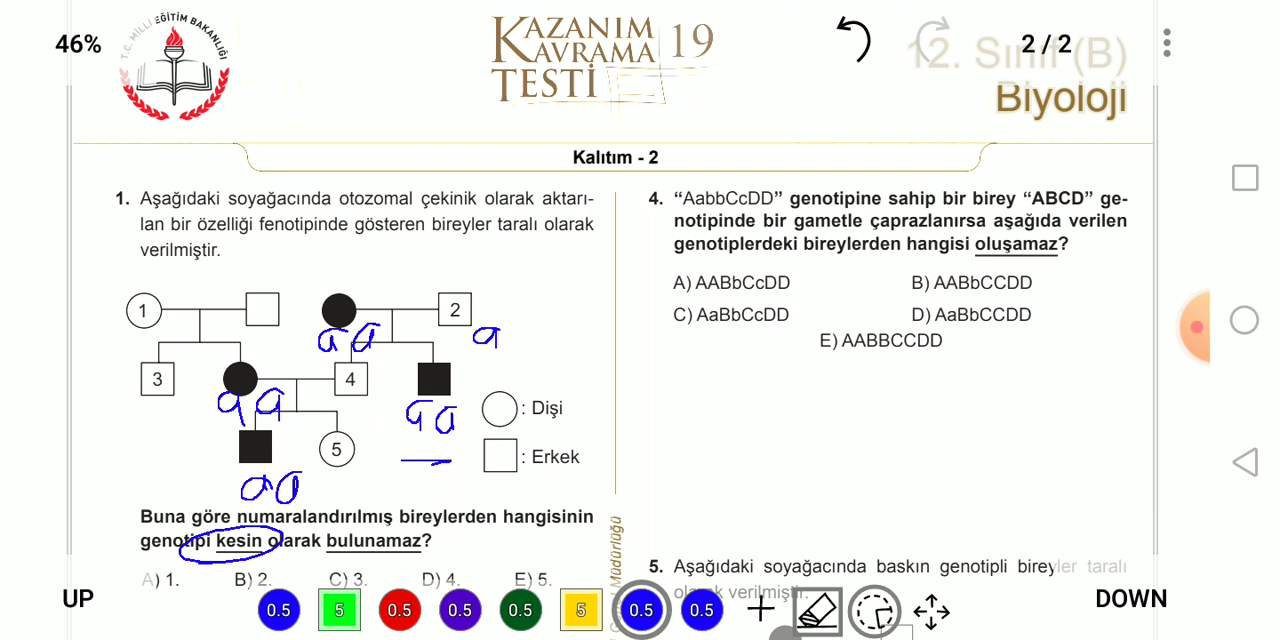 46%
T.C. MİLLİ EĞİTİM BAKANLIĞI
KAZANIM
KAVRAMA
TESTİ
19
2 / 2
12. Sınıf (B)
Biyoloji
Kalıtım - 2
1. Aşağıdaki soyağacında otozomal çekinik olarak aktarı-
lan bir özelliği fenotipinde gösteren bireyler taralı olarak
verilmiştir.
1
2
a a
a
3
4
a a
a a
: Dişi
5
: Erkek
a a
Buna göre numaralandırılmış bireylerden hangisinin
genotipi kesin olarak bulunamaz?
A) 1. B) 2. C) 3. D) 4. E) 5.
4. “AabbCcDD” genotipine sahip bir birey “ABCD” ge-
notipinde bir gametle çaprazlanırsa aşağıda verilen
genotiplerdeki bireylerden hangisi oluşamaz?
A) AABbCcDD B) AABbCCDD
C) AaBbCcDD D) AaBbCCDD
E) AABBCCDD
Müdürlüğü
5. Aşağıdaki soyağacında baskın genotipli bireyler taralı
olarak verilmiştir.
UP
0.5 5 0.5 0.5 0.5 5 0.5 0.5
DOWN